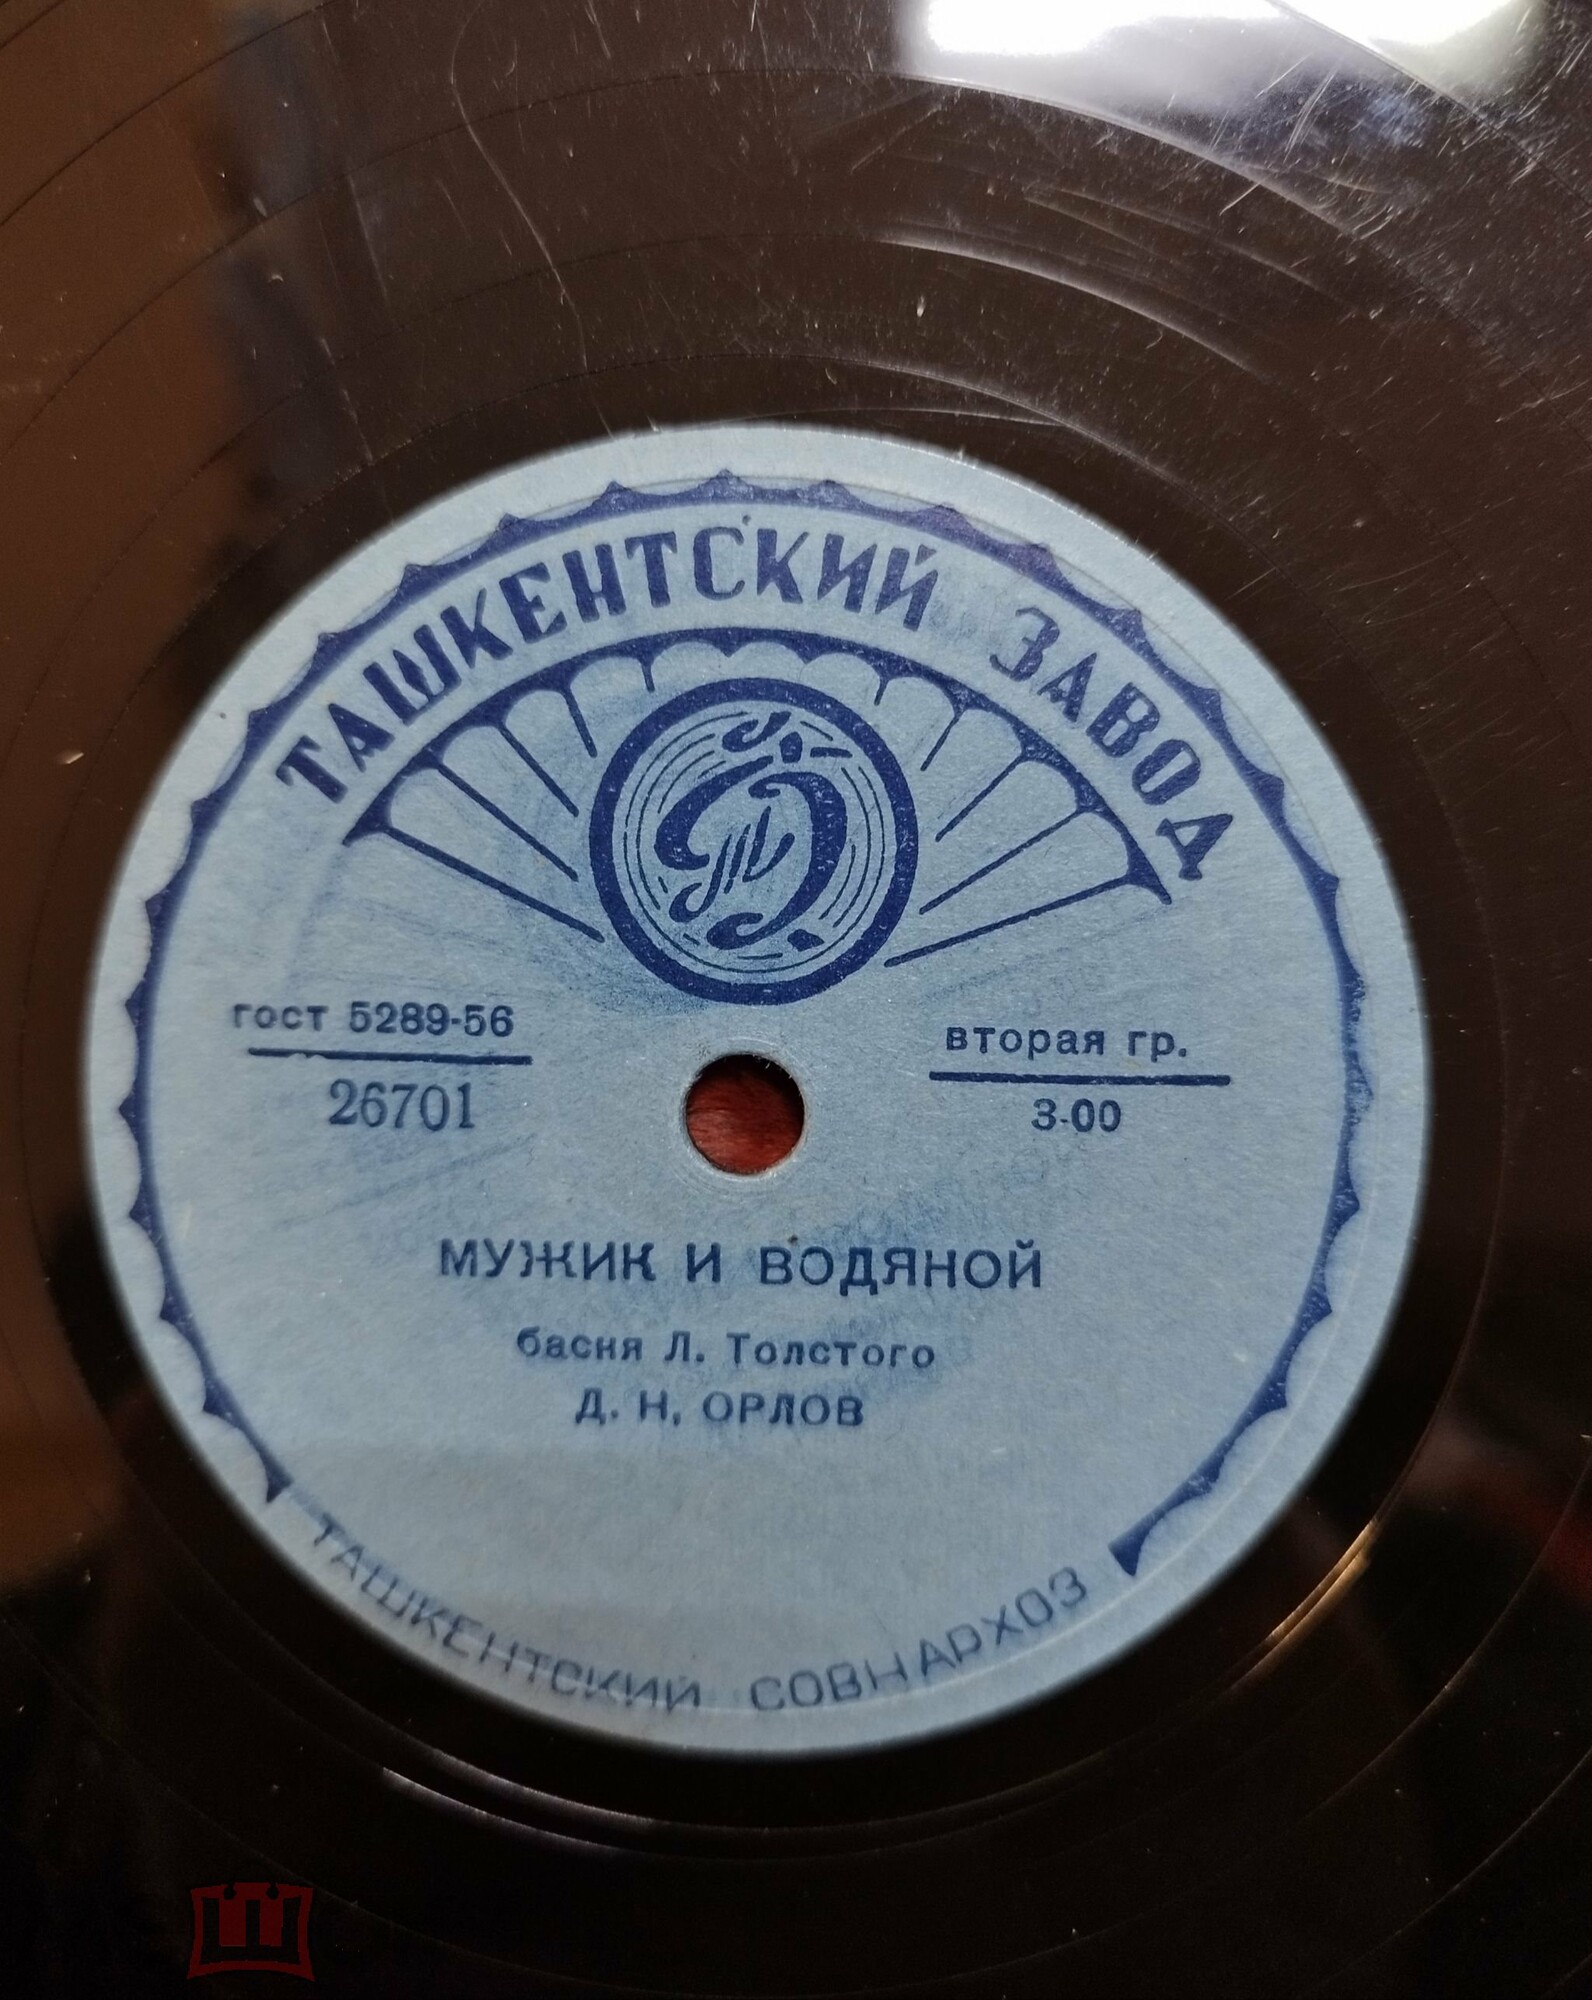 ТАШКЕНТСКИЙ ЗАВОД
гост 5289-56
26701
вторая гр.
3-00
МУЖИК И ВОДЯНОЙ
басня Л. Толстого
Д. Н. ОРЛОВ
ТАШКЕНТСКИЙ СОВНАРХОЗ